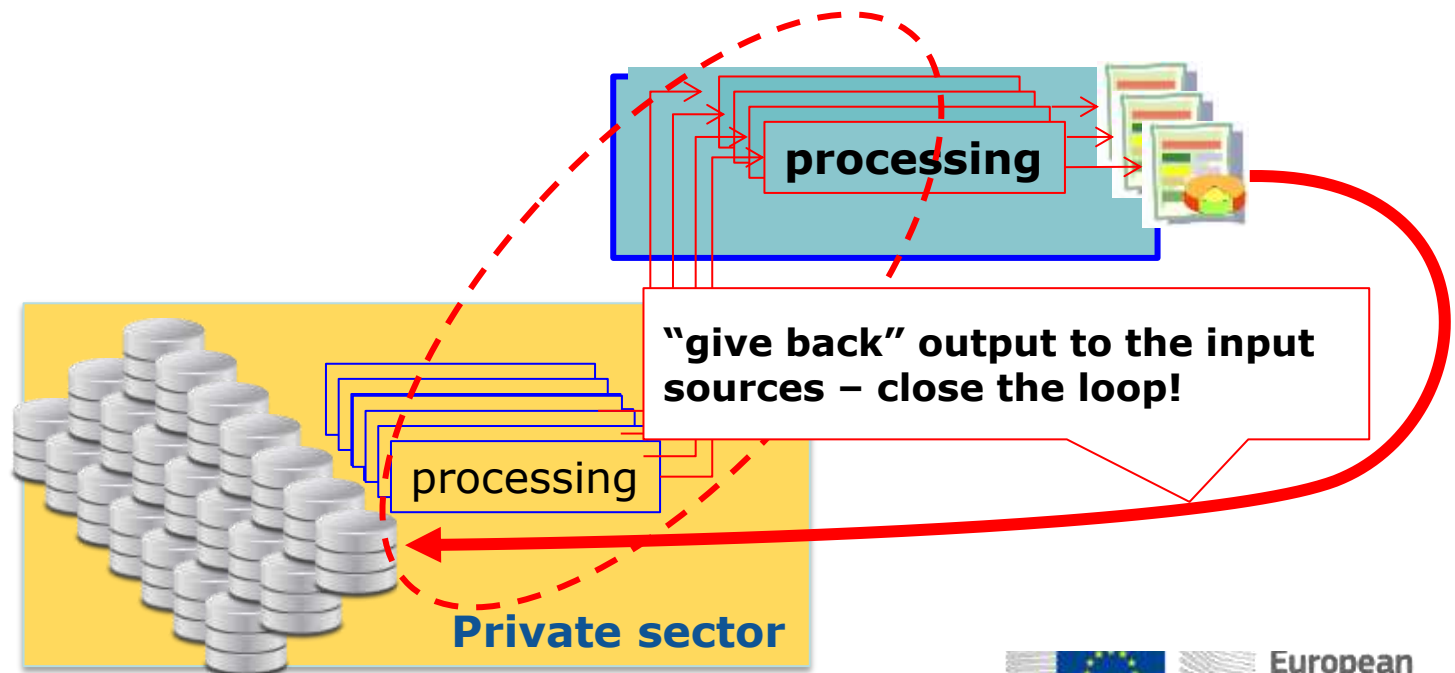 processing
“give back” output to the input
sources – close the loop!
processing
Private sector
European